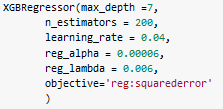 XGBRegressor(max_depth =7,
n_estimators = 200,
learning_rate = 0.04,
reg_alpha = 0.00006,
reg_lambda = 0.006,
objective='reg:squarederror'
)